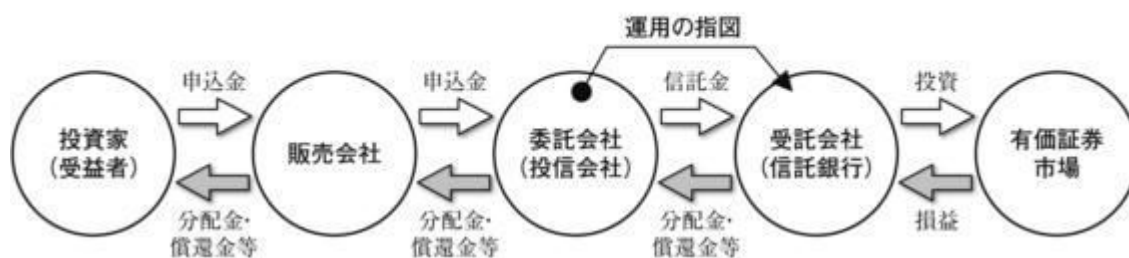 運用の指図
申込金
申込金
信託金
投資
投資家
（受益者）
販売会社
委託会社
（投信会社）
受託会社
（信託銀行）
有価証券
市場
分配金・
償還金等
分配金・
償還金等
分配金・
償還金等
損益